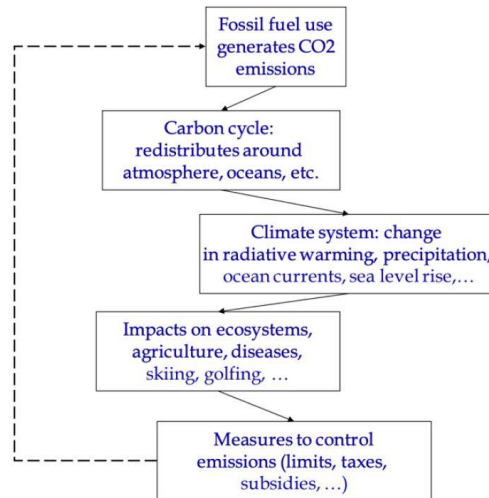 Fossil fuel use
generates CO2
emissions
Carbon cycle:
redistributes around
atmosphere, oceans, etc.
Climate system: change
in radiative warming, precipitation,
ocean currents, sea level rise,…
Impacts on ecosystems,
agriculture, diseases,
skiing, golfing, …
Measures to control
emissions (limits, taxes,
subsidies, …)